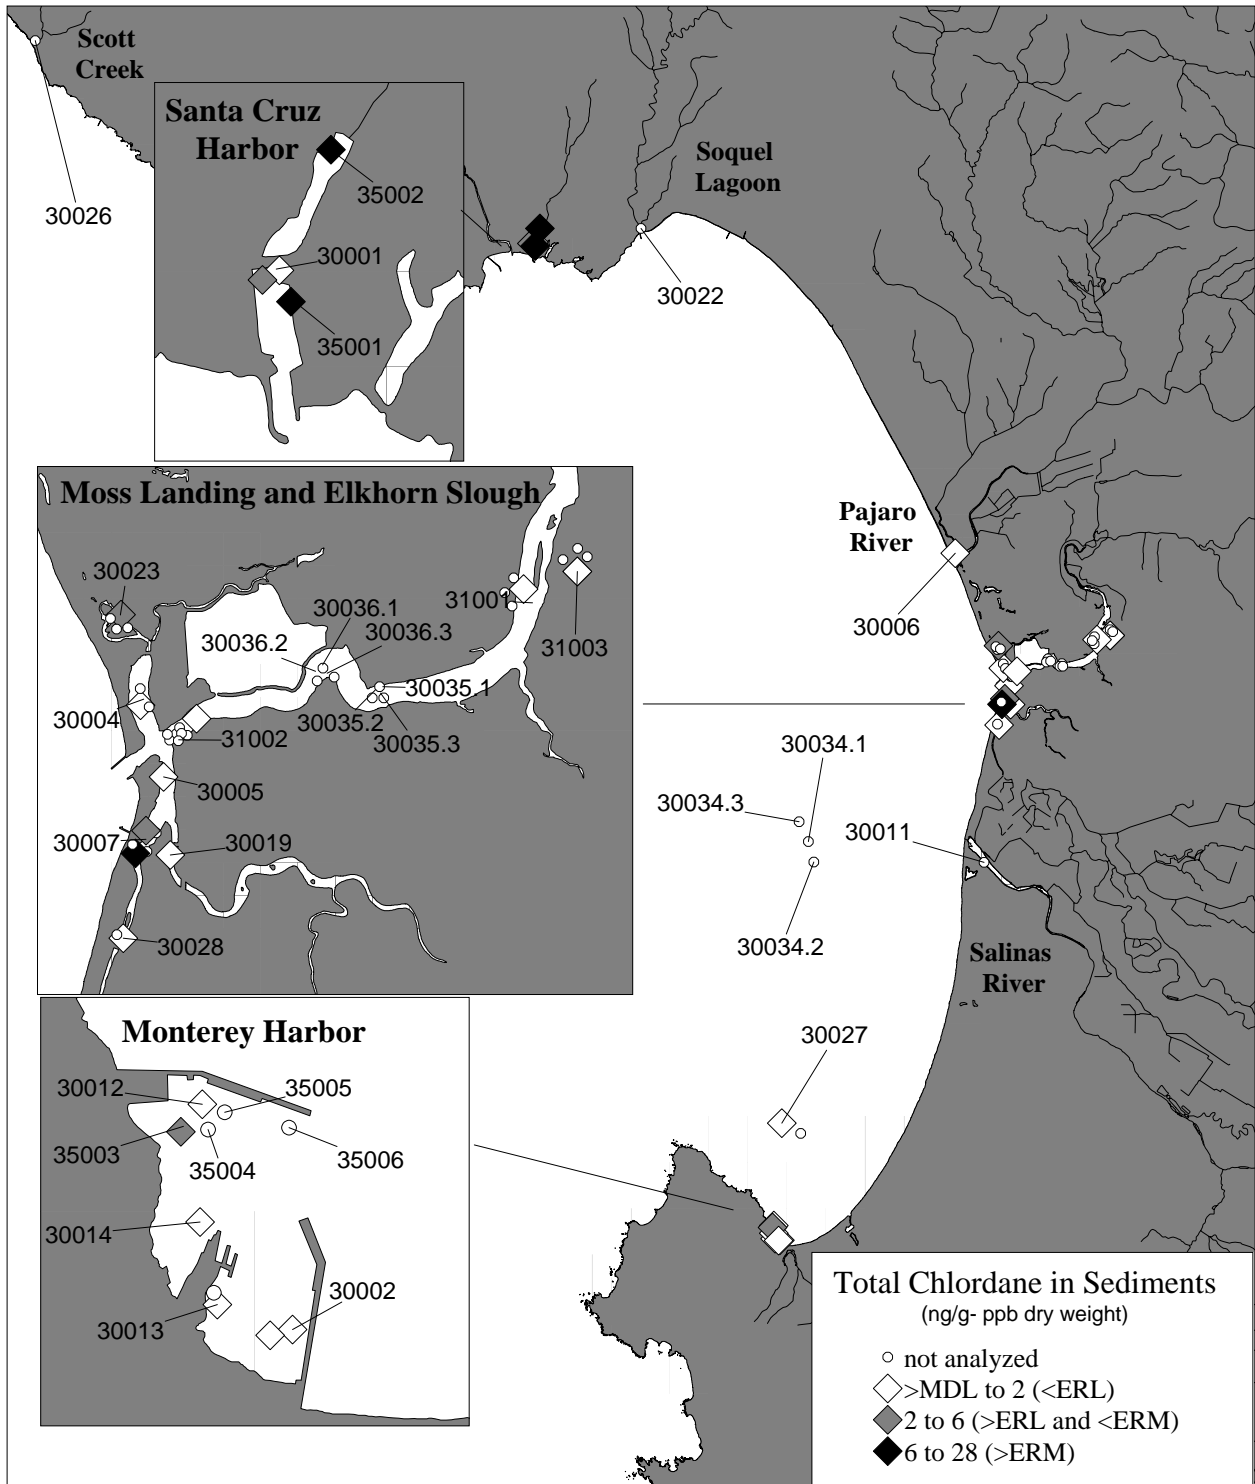 Scott
Creek
30026
Santa Cruz
Harbor
35002
30001
35001
Soquel
Lagoon
30022
Pajaro
River
30006
Moss Landing and Elkhorn Slough
30023
30036.1
30036.2
30036.3
31001
31003
30004
30035.1
30035.2
30035.3
31002
30005
30007
30019
30028
30034.1
30034.3
30011
30034.2
Salinas
River
30027
Monterey Harbor
30012
35005
35003
35004
35006
30014
30002
30013
Total Chlordane in Sediments
(ng/g- ppb dry weight)
not analyzed
>MDL to 2 (<ERL)
2 to 6 (>ERL and <ERM)
6 to 28 (>ERM)